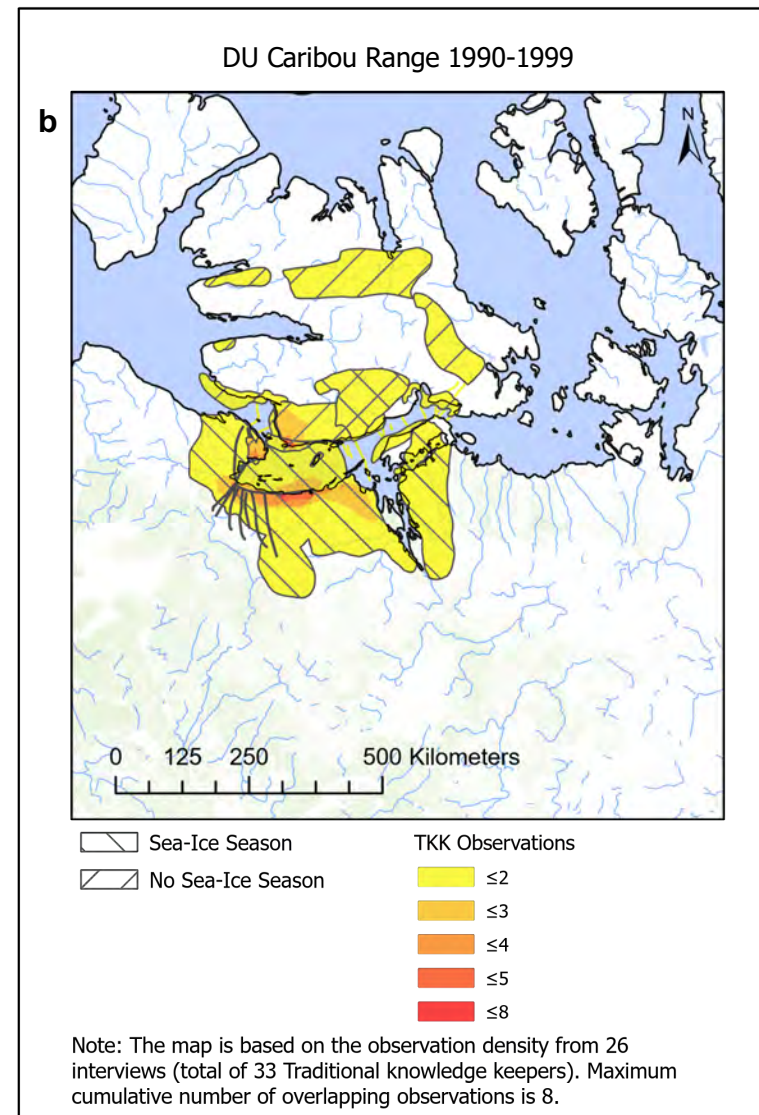 DU Caribou Range 1990-1999
b
N
0 125 250 500 Kilometers
Sea-Ice Season
No Sea-Ice Season
TKK Observations
≤2
≤3
≤4
≤5
≤8
Note: The map is based on the observation density from 26
interviews (total of 33 Traditional knowledge keepers). Maximum
cumulative number of overlapping observations is 8.